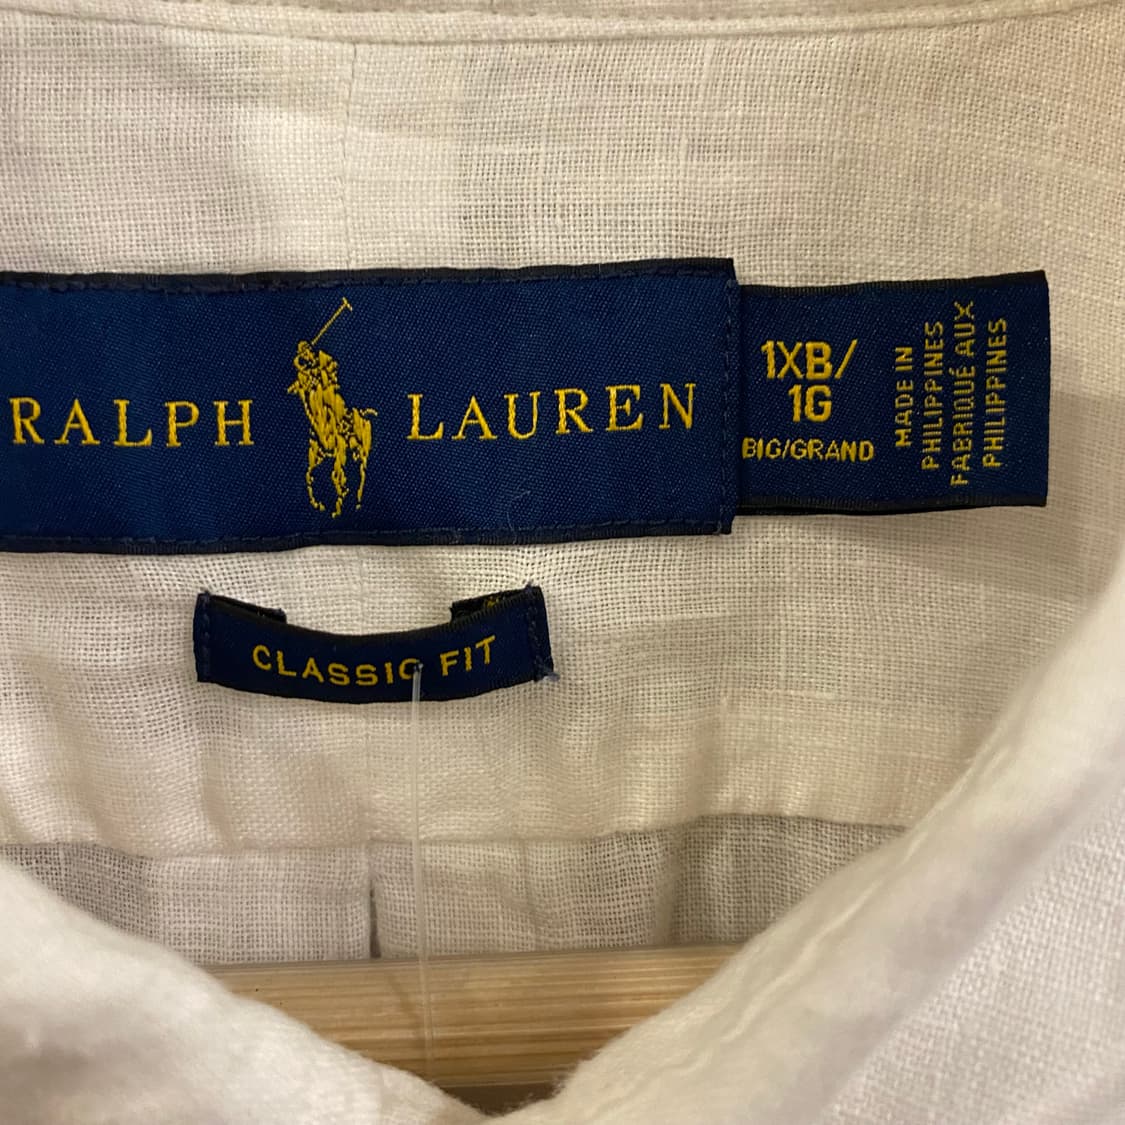 RALPH LAUREN
1XB/
1G
BIG/GRAND
MADE IN
PHILIPPINES
FABRIQUÉ AUX
PHILIPPINES
CLASSIC FIT